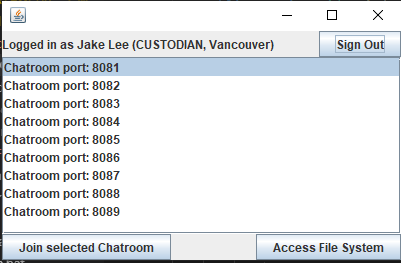 Logged in as Jake Lee (CUSTODIAN, Vancouver)
Sign Out
Chatroom port: 8081
Chatroom port: 8082
Chatroom port: 8083
Chatroom port: 8084
Chatroom port: 8085
Chatroom port: 8086
Chatroom port: 8087
Chatroom port: 8088
Chatroom port: 8089
Join selected Chatroom
Access File System